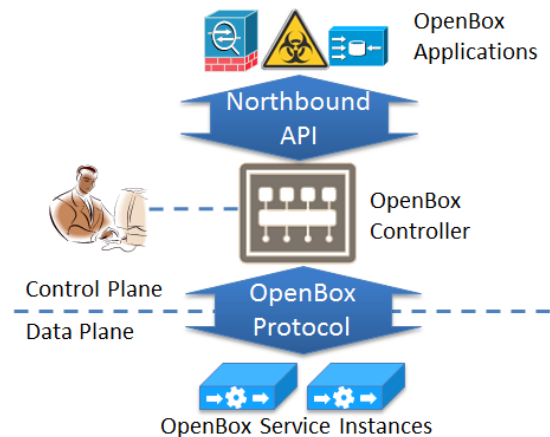 OpenBox
Applications
Northbound
API
OpenBox
Controller
Control Plane
OpenBox
Protocol
Data Plane
OpenBox Service Instances